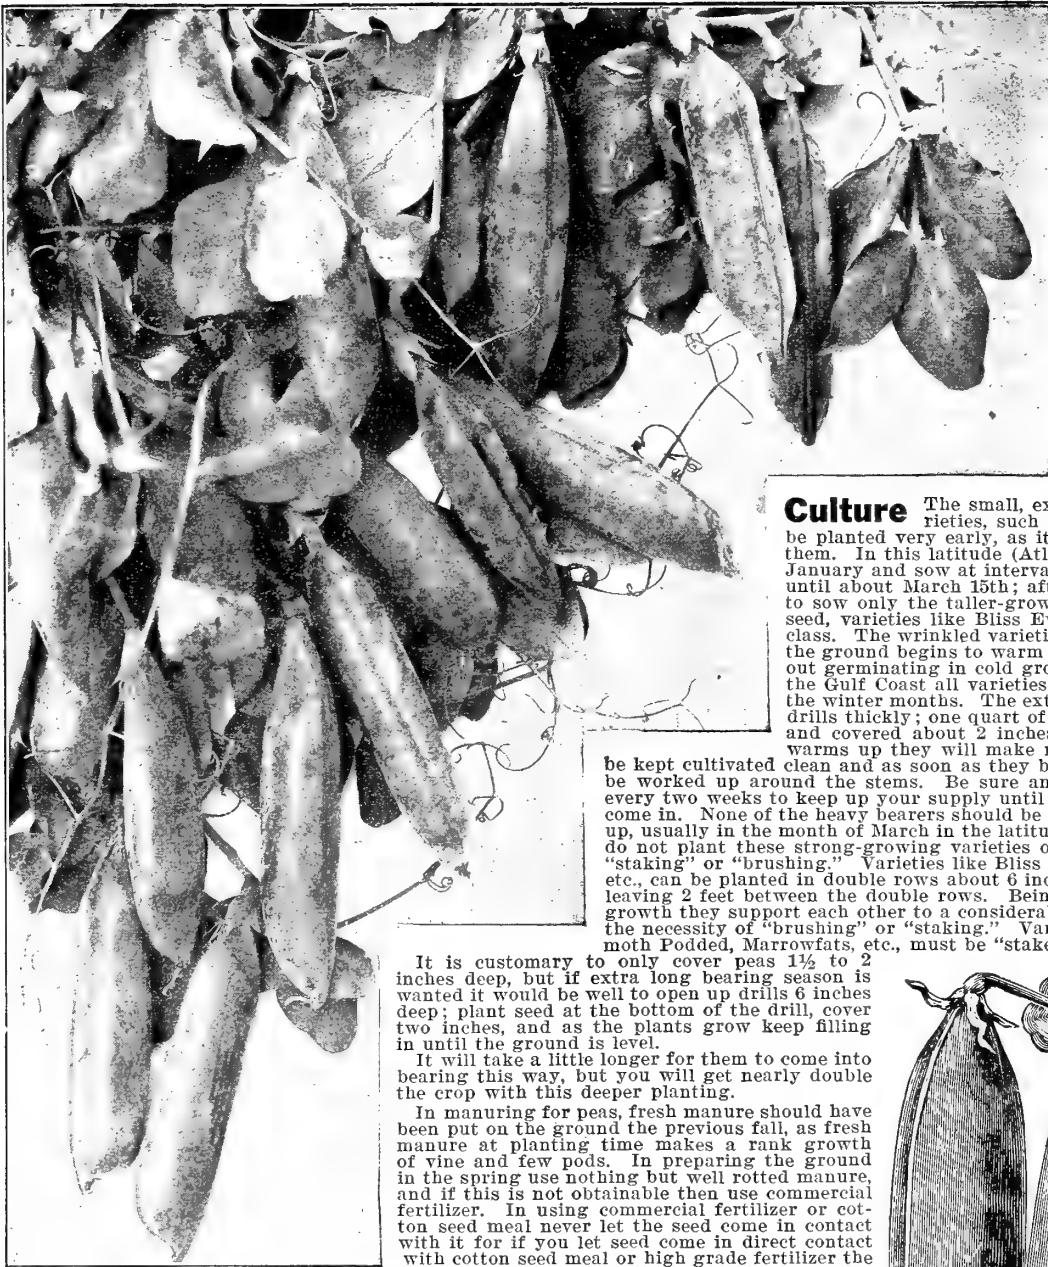 Culture The small, ex
rieties, such
be planted very early, as it
them. In this latitude (Atl
January and sow at interva
until about March 15th; aft
to sow only the taller-grow
seed, varieties like Bliss Ev
class. The wrinkled varieti
the ground begins to warm
out germinating in cold gro
the Gulf Coast all varieties
the winter months. The ext
drills thickly; one quart of
and covered about 2 inches
warms up they will make r
be kept cultivated clean and as soon as they b
be worked up around the stems. Be sure an
every two weeks to keep up your supply until
come in. None of the heavy bearers should be
up, usually in the month of March in the latitu
do not plant these strong-growing varieties o
"staking" or "brushing." Varieties like Bliss
etc., can be planted in double rows about 6 inc
leaving 2 feet between the double rows. Bein
growth they support each other to a considera
the necessity of "brushing" or "staking." Var
moth Podded, Marrowfats, etc., must be "stake
It is customary to only cover peas 1½ to 2
inches deep, but if extra long bearing season is
wanted it would be well to open up drills 6 inches
deep; plant seed at the bottom of the drill, cover
two inches, and as the plants grow keep filling
in until the ground is level.
It will take a little longer for them to come into
bearing this way, but you will get nearly double
the crop with this deeper planting.
In manuring for peas, fresh manure should have
been put on the ground the previous fall, as fresh
manure at planting time makes a rank growth
of vine and few pods. In preparing the ground
in the spring use nothing but well rotted manure,
and if this is not obtainable then use commercial
fertilizer. In using commercial fertilizer or cot-
ton seed meal never let the seed come in contact
with it for if you let seed come in direct contact
with cotton seed meal or high grade fertilizer the